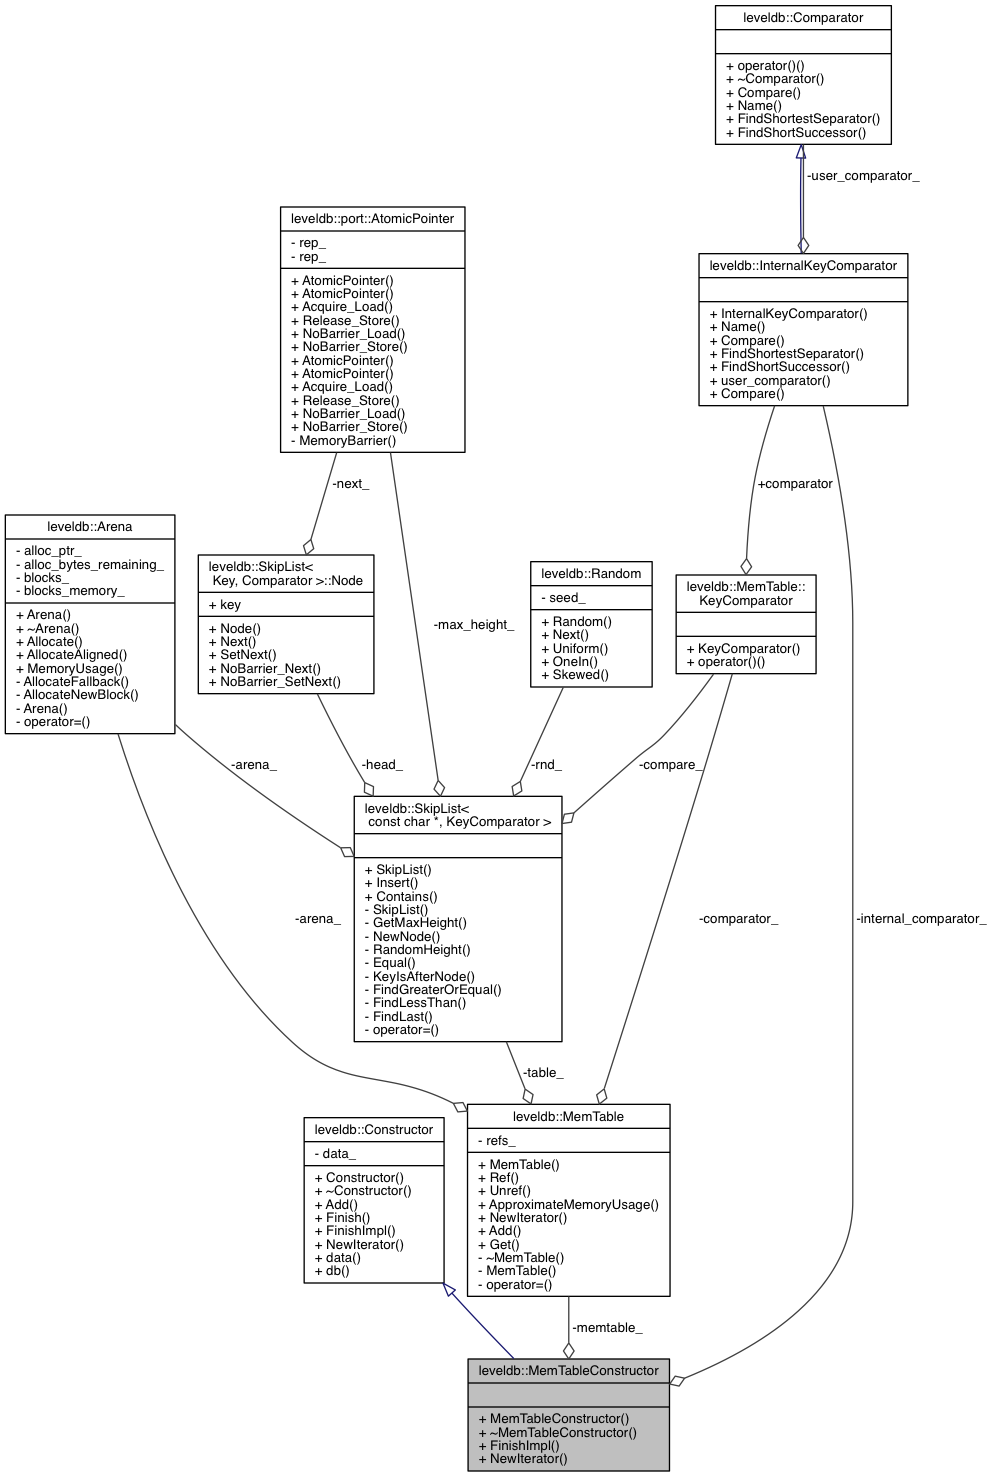 leveldb::Comparator
+ operator()()
+ ~Comparator()
+ Compare()
+ Name()
+ FindShortestSeparator()
+ FindShortSuccessor()
-user_comparator_
leveldb::InternalKeyComparator
+ InternalKeyComparator()
+ Name()
+ Compare()
+ FindShortestSeparator()
+ FindShortSuccessor()
+ user_comparator()
+ Compare()
leveldb::port::AtomicPointer
- rep_
- rep_
+ AtomicPointer()
+ AtomicPointer()
+ Acquire_Load()
+ Release_Store()
+ NoBarrier_Load()
+ NoBarrier_Store()
+ AtomicPointer()
+ AtomicPointer()
+ Acquire_Load()
+ Release_Store()
+ NoBarrier_Load()
+ NoBarrier_Store()
- MemoryBarrier()
-next_
+comparator
leveldb::Arena
- alloc_ptr_
- alloc_bytes_remaining_
- blocks_
- blocks_memory_
+ Arena()
+ ~Arena()
+ Allocate()
+ AllocateAligned()
+ MemoryUsage()
- AllocateFallback()
- AllocateNewBlock()
- Arena()
- operator=()
leveldb::SkipList<
Key, Comparator >::Node
+ key
+ Node()
+ Next()
+ SetNext()
+ NoBarrier_Next()
+ NoBarrier_SetNext()
-max_height_
leveldb::Random
- seed_
+ Random()
+ Next()
+ Uniform()
+ OneIn()
+ Skewed()
leveldb::MemTable::
KeyComparator
+ KeyComparator()
+ operator()()
-arena_
-head_
-rnd_
-compare_
leveldb::SkipList<
const char *, KeyComparator >
+ SkipList()
+ Insert()
+ Contains()
- SkipList()
- GetMaxHeight()
- NewNode()
- RandomHeight()
- Equal()
- KeyIsAfterNode()
- FindGreaterOrEqual()
- FindLessThan()
- FindLast()
- operator=()
-arena_
-comparator_
-internal_comparator_
-table_
leveldb::Constructor
- data_
+ Constructor()
+ ~Constructor()
+ Add()
+ Finish()
+ FinishImpl()
+ NewIterator()
+ data()
+ db()
leveldb::MemTable
- refs_
+ MemTable()
+ Ref()
+ Unref()
+ ApproximateMemoryUsage()
+ NewIterator()
+ Add()
+ Get()
- ~MemTable()
- MemTable()
- operator=()
-memtable_
leveldb::MemTableConstructor
+ MemTableConstructor()
+ ~MemTableConstructor()
+ FinishImpl()
+ NewIterator()